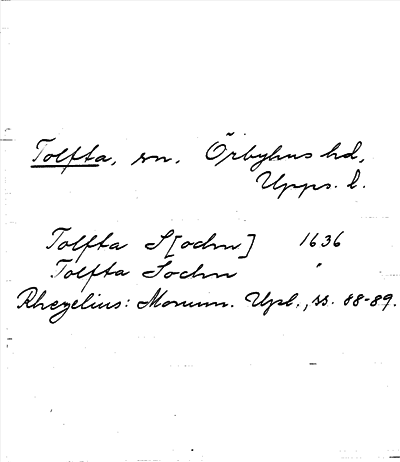 Tolfta, sn, Örbyhus hd,
Upps. l.
Tolfta S[ochn] 1636
Tolfta Sochn "
Rhezelius: Monum. Upl., ss. 88-89.